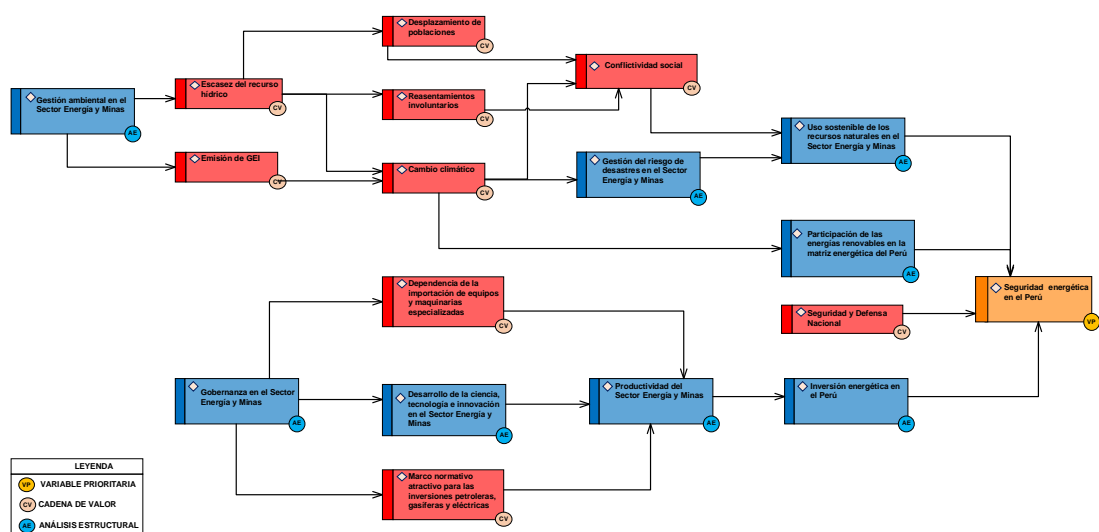 Desplazamiento de
poblaciones
CV
Conflictividad social
CV
Escasez del recurso
hídrico
CV
Reasentamientos
involuntarios
CV
Gestión ambiental en el
Sector Energía y Minas
AE
Uso sostenible de los
recursos naturales en el
Sector Energía y Minas
AE
Emisión de GEI
CV
Cambio climático
CV
Gestión del riesgo de
desastres en el Sector
Energía y Minas
AE
Participación de las
energías renovables en la
matriz energética del Perú
AE
Dependencia de la
importación de equipos
y maquinarias
especializadas
CV
Seguridad energética
en el Perú
VP
Seguridad y Defensa
Nacional
CV
Gobernanza en el Sector
Energía y Minas
AE
Desarrollo de la ciencia,
tecnología e innovación
en el Sector Energía y
Minas
AE
Productividad del
Sector Energía y Minas
AE
Inversión energética en
el Perú
AE
Marco normativo
atractivo para las
inversiones petroleras,
gasíferas y eléctricas
CV
LEYENDA
VP VARIABLE PRIORITARIA
CV CADENA DE VALOR
AE ANÁLISIS ESTRUCTURAL